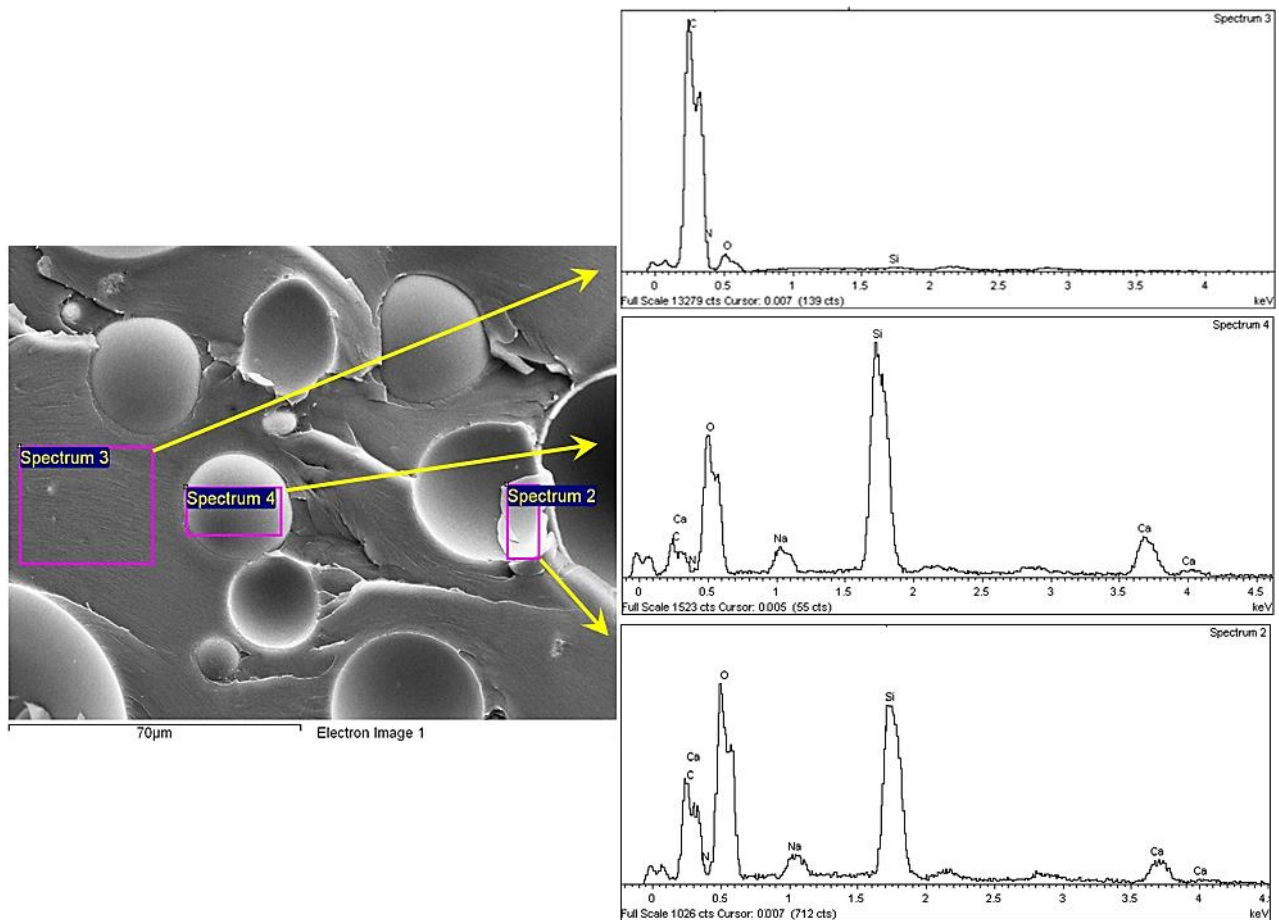 Spectrum 3
Spectrum 4
Spectrum 2
70µm Electron Image 1
Spectrum 3
C
N
O
Si
0 0.5 1 1.5 2 2.5 3 3.5 4
Full Scale 13279 cts Cursor: 0.007 (139 cts) keV
Spectrum 4
Si
O
Ca
C
N
Na
Ca
Ca
0 0.5 1 1.5 2 2.5 3 3.5 4 4.5
Full Scale 1523 cts Cursor: 0.005 (55 cts) keV
Spectrum 2
O
Si
Ca
C
N
Na
Ca
Ca
0 0.5 1 1.5 2 2.5 3 3.5 4
Full Scale 1026 cts Cursor: 0.007 (712 cts) keV